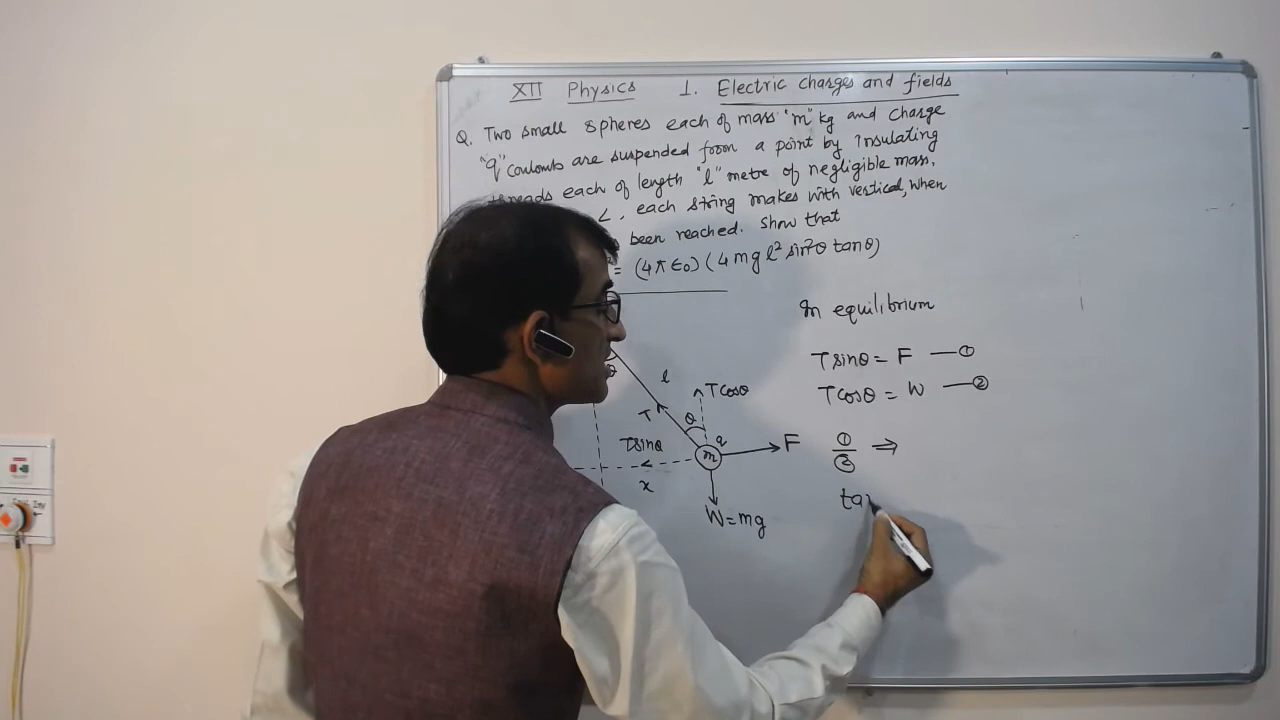 XII Physics 1. Electric charges and fields
Q. Two small spheres each of mass "m" kg and charge
"q" coulombs are suspended from a point by insulating
threads each of length "l" metre of negligible mass.
∠, each string makes with vertical, when
been reached. Show that
= (4π ε₀) (4 mg l² sin²θ tanθ)
In equilibrium
T sinθ = F — ①
T cosθ = W — ②
①/② ⇒
tan
θ
l
T cosθ
T
θ
T sinθ
q
m
F
x
W = mg